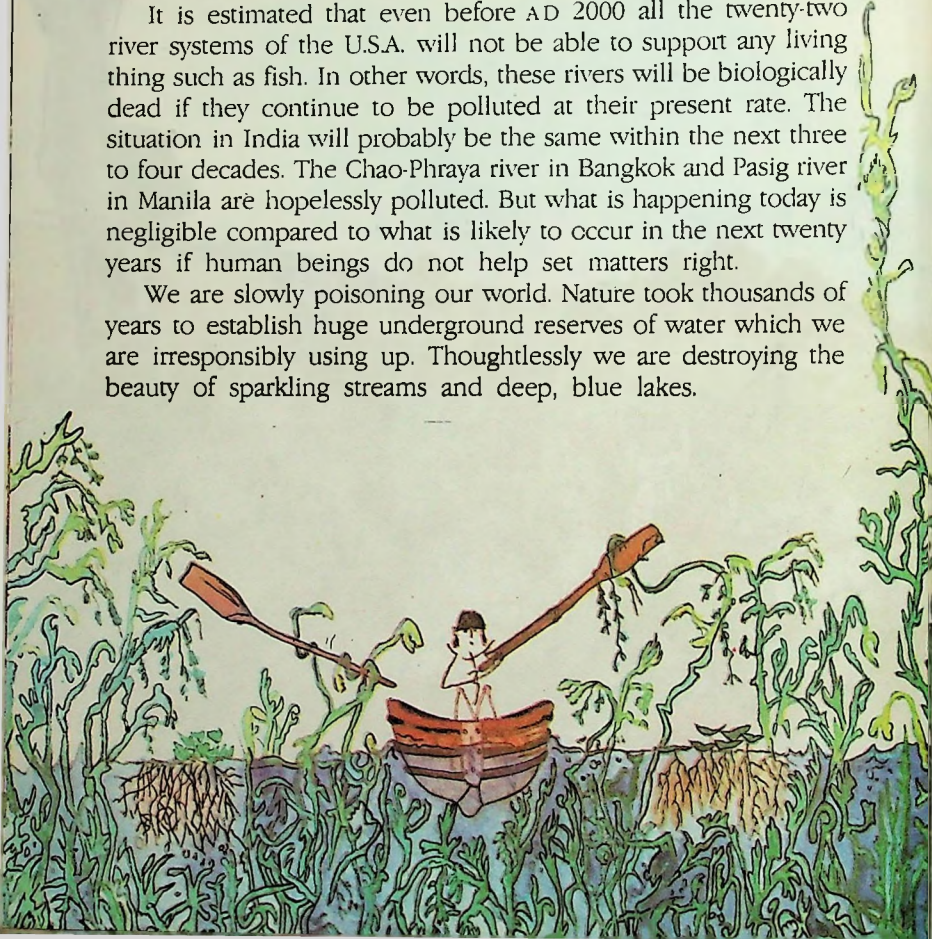 It is estimated that even before AD 2000 all the twenty-two
river systems of the U.S.A. will not be able to support any living
thing such as fish. In other words, these rivers will be biologically
dead if they continue to be polluted at their present rate. The
situation in India will probably be the same within the next three
to four decades. The Chao-Phraya river in Bangkok and Pasig river
in Manila are hopelessly polluted. But what is happening today is
negligible compared to what is likely to occur in the next twenty
years if human beings do not help set matters right.
We are slowly poisoning our world. Nature took thousands of
years to establish huge underground reserves of water which we
are irresponsibly using up. Thoughtlessly we are destroying the
beauty of sparkling streams and deep, blue lakes.